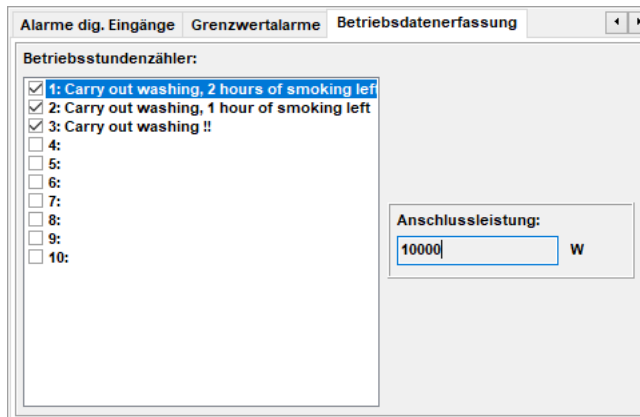 Alarme dig. Eingänge Grenzwertalarme Betriebsdatenerfassung
Betriebsstundenzähler:
1: Carry out washing, 2 hours of smoking left
2: Carry out washing, 1 hour of smoking left
3: Carry out washing !!
4:
5:
6:
7:
8:
9:
10:
Anschlussleistung:
10000 W